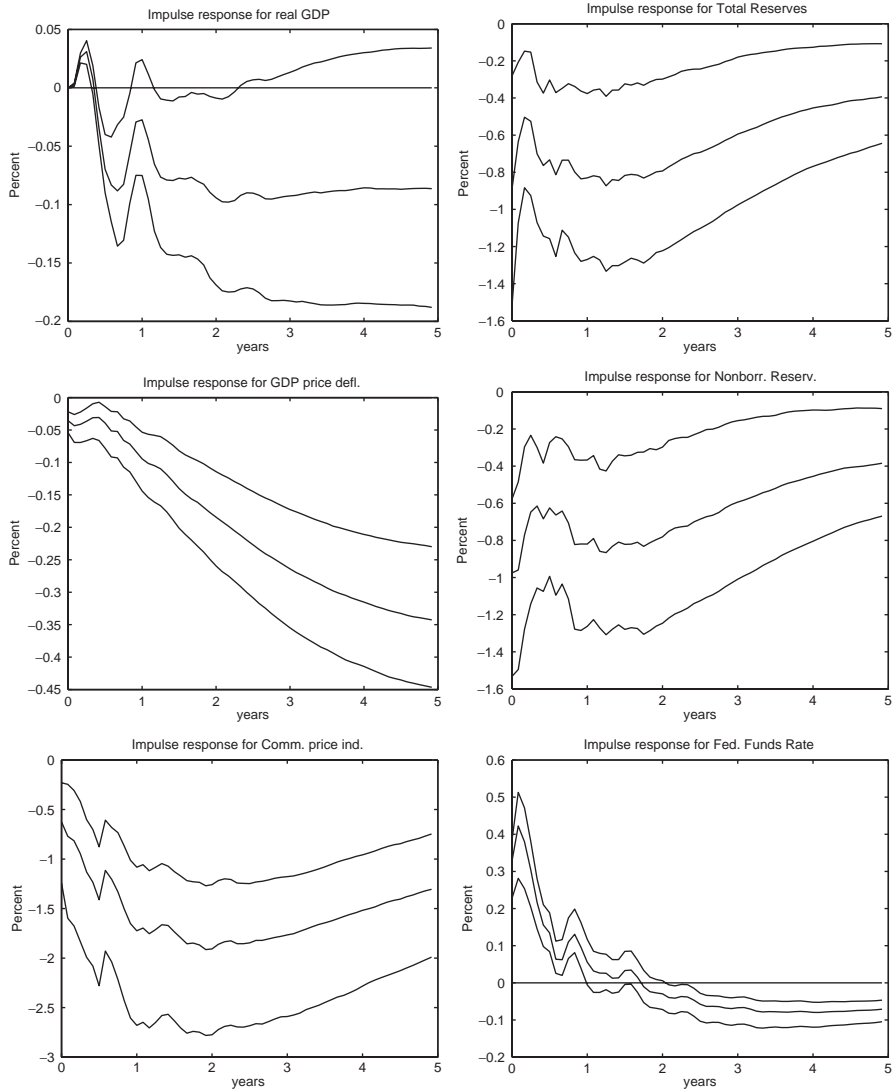 Impulse response for real GDP
0.05
0
−0.05
−0.1
−0.15
−0.2
Percent
0 1 2 3 4 5
years
Impulse response for Total Reserves
0
−0.2
−0.4
−0.6
−0.8
−1
−1.2
−1.4
−1.6
Percent
0 1 2 3 4 5
years
Impulse response for GDP price defl.
0
−0.05
−0.1
−0.15
−0.2
−0.25
−0.3
−0.35
−0.4
−0.45
Percent
0 1 2 3 4 5
years
Impulse response for Nonborr. Reserv.
0
−0.2
−0.4
−0.6
−0.8
−1
−1.2
−1.4
−1.6
Percent
0 1 2 3 4 5
years
Impulse response for Comm. price ind.
0
−0.5
−1
−1.5
−2
−2.5
−3
Percent
0 1 2 3 4 5
years
Impulse response for Fed. Funds Rate
0.6
0.5
0.4
0.3
0.2
0.1
0
−0.1
−0.2
Percent
0 1 2 3 4 5
years